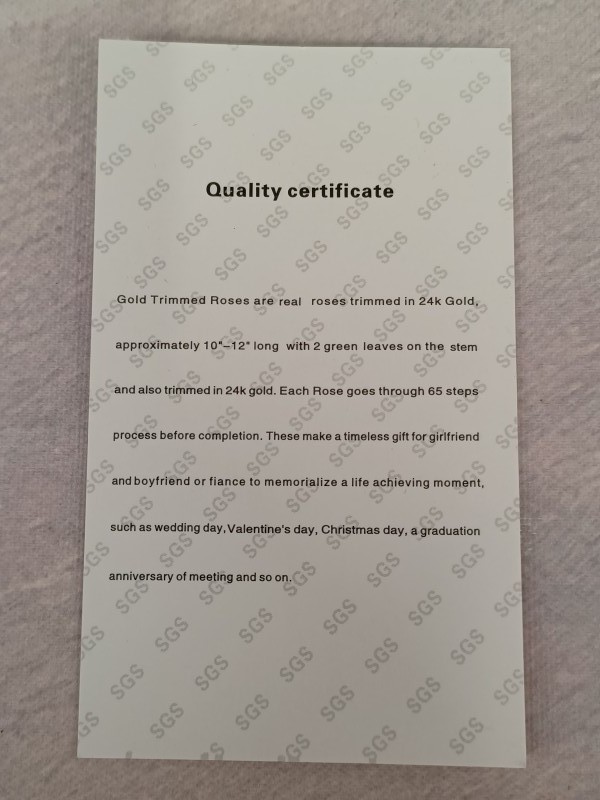 Quality certificate
Gold Trimmed Roses are real roses trimmed in 24k Gold,
approximately 10"-12" long with 2 green leaves on the stem
and also trimmed in 24k gold. Each Rose goes through 65 steps
process before completion. These make a timeless gift for girlfriend
and boyfriend or fiance to memorialize a life achieving moment,
such as wedding day, Valentine's day, Christmas day, a graduation
anniversary of meeting and so on.